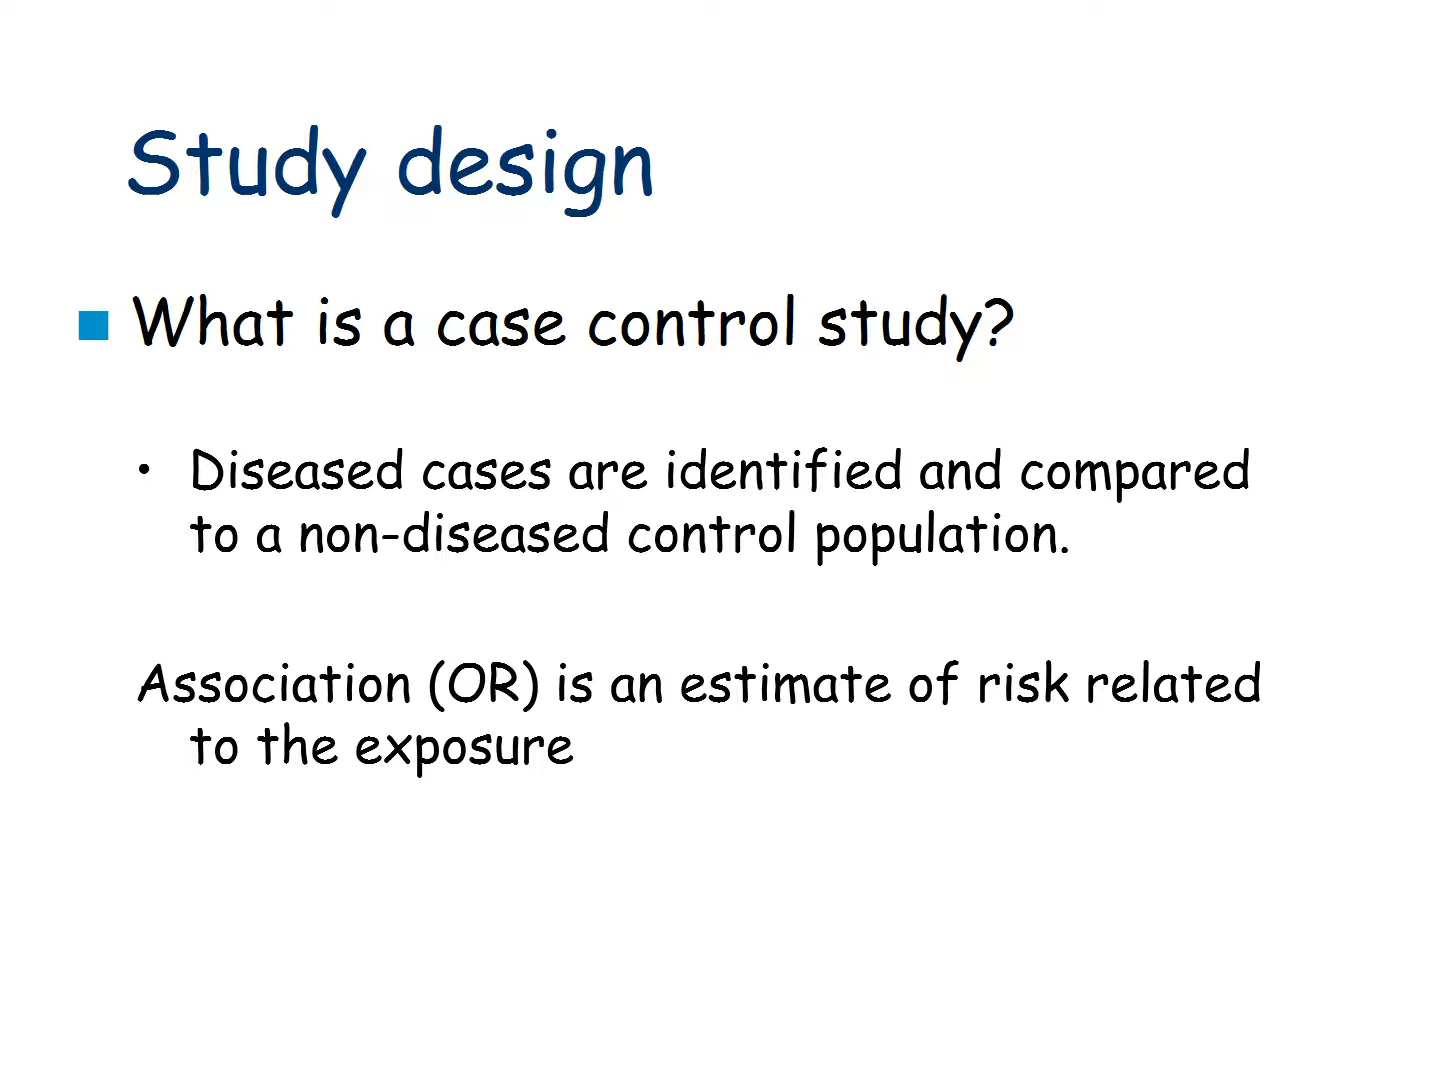 Study design
What is a case control study?
• Diseased cases are identified and compared
to a non-diseased control population.
Association (OR) is an estimate of risk related
to the exposure